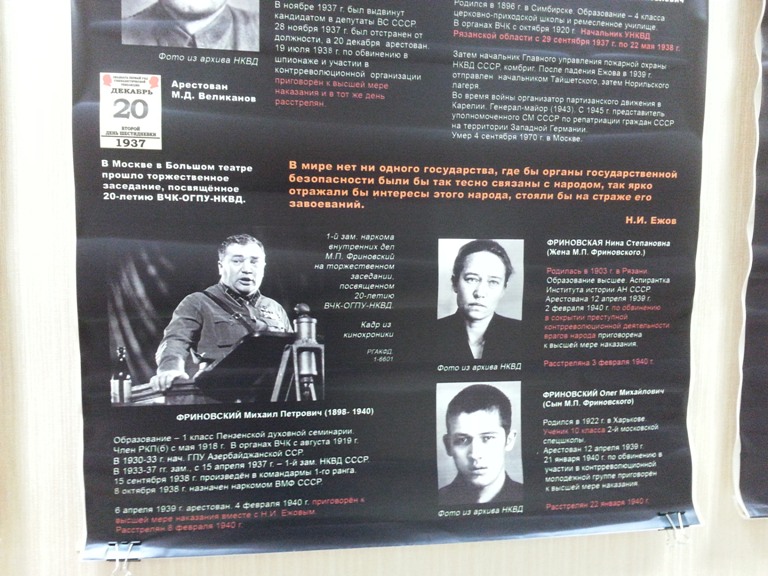 В ноябре 1937 г. был выдвинут
кандидатом в депутаты ВС СССР.
28 ноября 1937 г. был отстранен от
должности, а 20 декабря арестован.
19 июля 1938 г. по обвинению в
шпионаже и участии в
контрреволюционной организации
приговорён к высшей мере
наказания и в тот же день
расстрелян.
Фото из архива НКВД
Родился в 1896 г. в Симбирске. Образование – 4 класса
церковно-приходской школы и ремесленное училище.
В органах ВЧК с октября 1920 г. Начальник УНКВД
Рязанской области с 29 сентября 1937 г. по 22 мая 1938 г.
Затем начальник Главного управления пожарной охраны
НКВД СССР, комбриг. После падения Ежова в 1939 г.
отправлен начальником Тайшетского, затем Норильского
лагеря.
Во время войны организатор партизанского движения в
Карелии. Генерал-майор (1943). С 1945 г. представитель
уполномоченного СМ СССР по репатриации граждан СССР
на территории Западной Германии.
Умер 4 сентября 1970 г. в Москве.
ДЕКАБРЬ
20
ВТОРОЙ
ДЕНЬ ШЕСТИДНЕВКИ
1937
Арестован
М.Д. Великанов
В Москве в Большом театре
прошло торжественное
заседание, посвящённое
20-летию ВЧК-ОГПУ-НКВД.
В мире нет ни одного государства, где бы органы государственной
безопасности были бы так тесно связаны с народом, так ярко
отражали бы интересы этого народа, стояли бы на страже его
завоеваний.
Н.И. Ежов
1-й зам. наркома
внутренних дел
М.П. Фриновский
на торжественном
заседании,
посвященном
20-летию
ВЧК-ОГПУ-НКВД.
Кадр из
кинохроники
РГАКФД
1-6601
ФРИНОВСКИЙ Михаил Петрович (1898- 1940)
Образование – 1 класс Пензенской духовной семинарии.
Член РКП(б) с мая 1918 г. В органах ВЧК с августа 1919 г.
В 1930-33 гг. нач. ГПУ Азербайджанской ССР.
В 1933-37 гг. зам., с 15 апреля 1937 г. – 1-й зам. НКВД СССР.
15 сентября 1938 г. произведён в командармы 1-го ранга.
8 октября 1938 г. назначен наркомом ВМФ СССР.
6 апреля 1939 г. арестован. 4 февраля 1940 г. приговорён к
высшей мере наказания вместе с Н.И. Ежовым.
Расстрелян 8 февраля 1940 г.
ФРИНОВСКАЯ Нина Степановна
(Жена М.П. Фриновского.)
Родилась в 1903 г. в Рязани.
Образование высшее. Аспирантка
Института истории АН СССР.
Арестована 12 апреля 1939 г.
2 февраля 1940 г. по обвинению
в сокрытии преступной
контрреволюционной деятельности
врагов народа приговорена
к высшей мере наказания.
Расстреляна 3 февраля 1940 г.
Фото из архива НКВД
ФРИНОВСКИЙ Олег Михайлович
(Сын М.П. Фриновского)
Родился в 1922 г. в Харькове.
Ученик 10 класса 2-й московской
спецшколы.
Арестован 12 апреля 1939 г.
21 января 1940 г. по обвинению в
участии в контрреволюционной
молодежной группе приговорён
к высшей мере наказания.
Расстрелян 22 января 1940 г.
Фото из архива НКВД